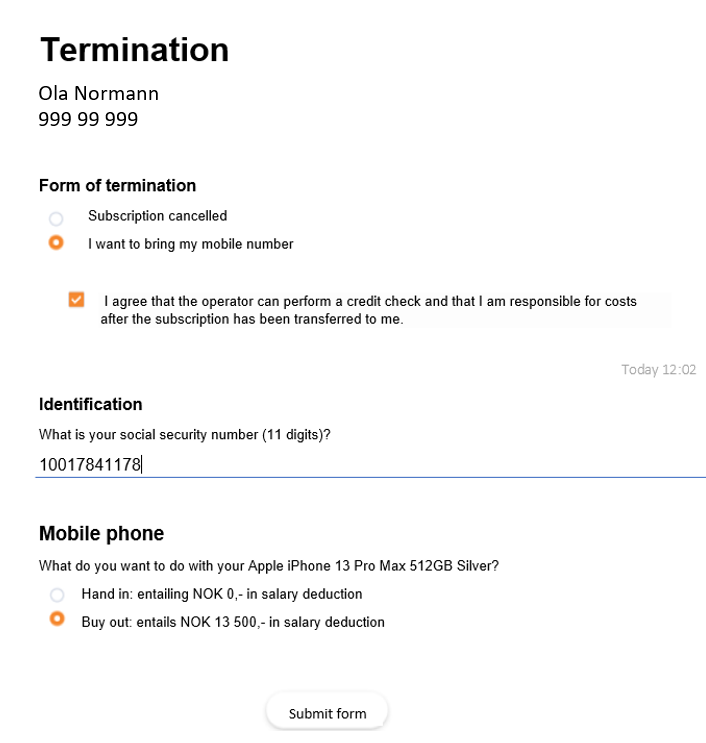 Termination
Ola Normann
999 99 999
Form of termination
Subscription cancelled
I want to bring my mobile number
I agree that the operator can perform a credit check and that I am responsible for costs
after the subscription has been transferred to me.
Today 12:02
Identification
What is your social security number (11 digits)?
10017841178
Mobile phone
What do you want to do with your Apple iPhone 13 Pro Max 512GB Silver?
Hand in: entailing NOK 0,- in salary deduction
Buy out: entails NOK 13 500,- in salary deduction
Submit form